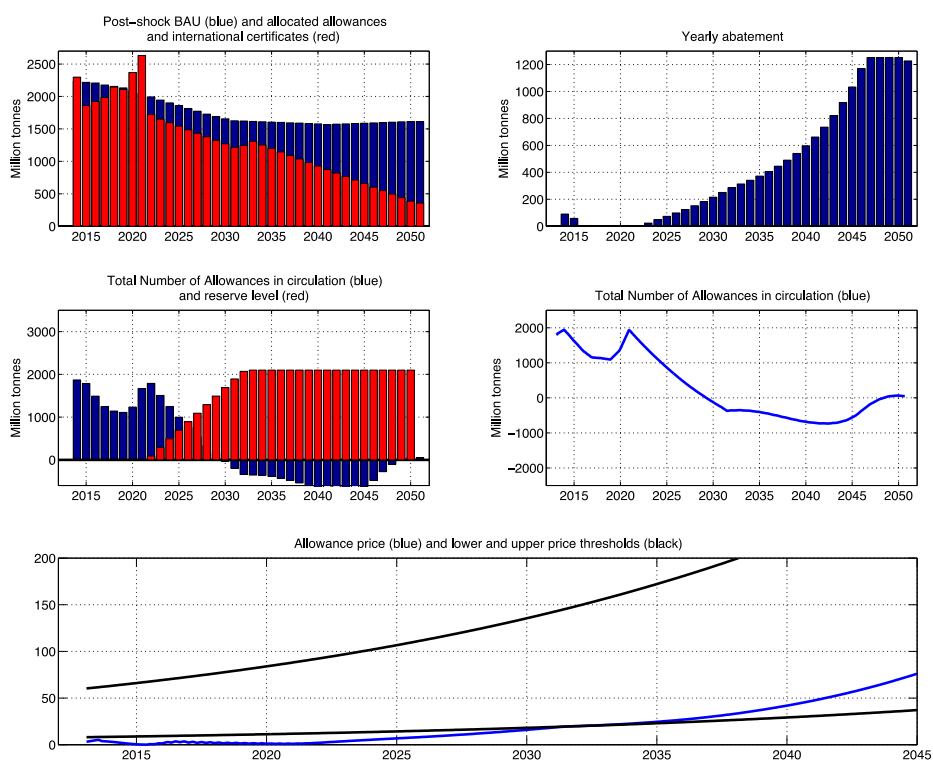 Post−shock BAU (blue) and allocated allowances
and international certificates (red)
Million tonnes
2500
2000
1500
1000
500
0
2015 2020 2025 2030 2035 2040 2045 2050
Yearly abatement
Million tonnes
1200
1000
800
600
400
200
0
2015 2020 2025 2030 2035 2040 2045 2050
Total Number of Allowances in circulation (blue)
and reserve level (red)
Million tonnes
3000
2000
1000
0
2015 2020 2025 2030 2035 2040 2045 2050
Total Number of Allowances in circulation (blue)
Million tonnes
2000
1000
0
−1000
−2000
2015 2020 2025 2030 2035 2040 2045 2050
Allowance price (blue) and lower and upper price thresholds (black)
200
150
100
50
0
2015 2020 2025 2030 2035 2040 2045